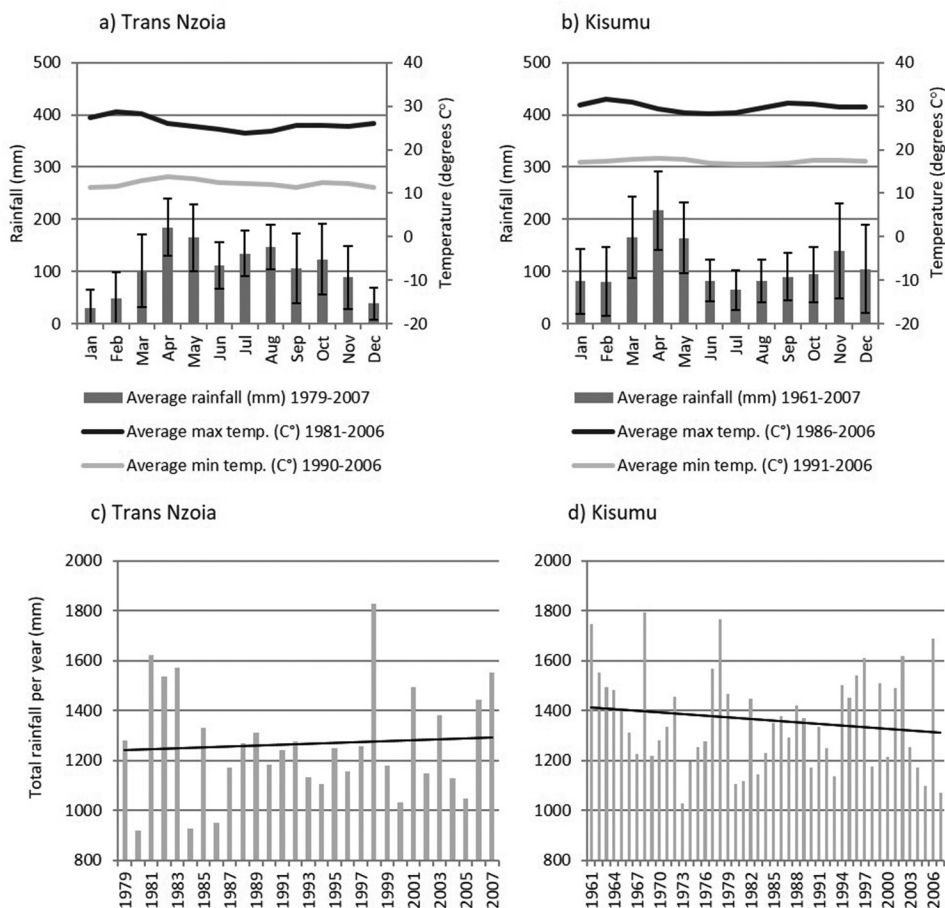 a) Trans Nzoia
500
400
300
200
100
0
Rainfall (mm)
40
30
20
10
0
-10
-20
Temperature (degrees C°)
Jan
Feb
Mar
Apr
May
Jun
Jul
Aug
Sep
Oct
Nov
Dec
Average rainfall (mm) 1979-2007
Average max temp. (C°) 1981-2006
Average min temp. (C°) 1990-2006
b) Kisumu
500
400
300
200
100
0
Rainfall (mm)
40
30
20
10
0
-10
-20
Temperature (degrees C°)
Jan
Feb
Mar
Apr
May
Jun
Jul
Aug
Sep
Oct
Nov
Dec
Average rainfall (mm) 1961-2007
Average max temp. (C°) 1986-2006
Average min temp. (C°) 1991-2006
c) Trans Nzoia
2000
1800
1600
1400
1200
1000
800
Total rainfall per year (mm)
1979
1981
1983
1985
1987
1989
1991
1993
1995
1997
1999
2001
2003
2005
2007
d) Kisumu
2000
1800
1600
1400
1200
1000
800
1961
1964
1967
1970
1973
1976
1979
1982
1985
1988
1991
1994
1997
2000
2003
2006